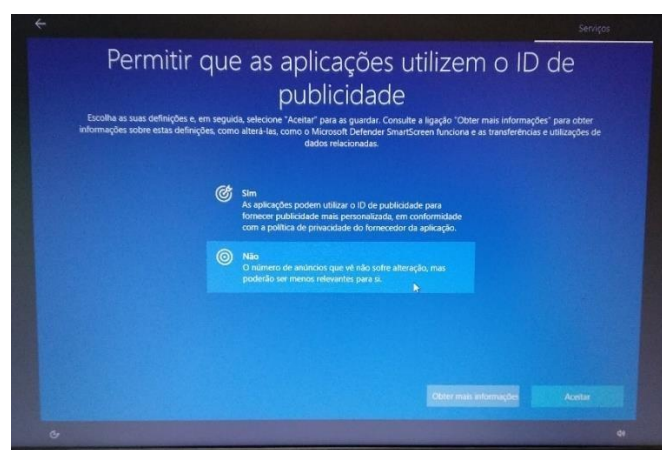 Serviços
Permitir que as aplicações utilizem o ID de
publicidade
Escolha as suas definições e, em seguida, selecione "Aceitar" para as guardar. Consulte a ligação "Obter mais informações" para obter
informações sobre estas definições, como alterá-las, como o Microsoft Defender SmartScreen funciona e as transferências e utilizações de
dados relacionadas.
Sim
As aplicações podem utilizar o ID de publicidade para
fornecer publicidade mais personalizada, em conformidade
com a política de privacidade do fornecedor da aplicação.
Não
O número de anúncios que vê não sofre alteração, mas
poderão ser menos relevantes para si.
Obter mais informações
Aceitar